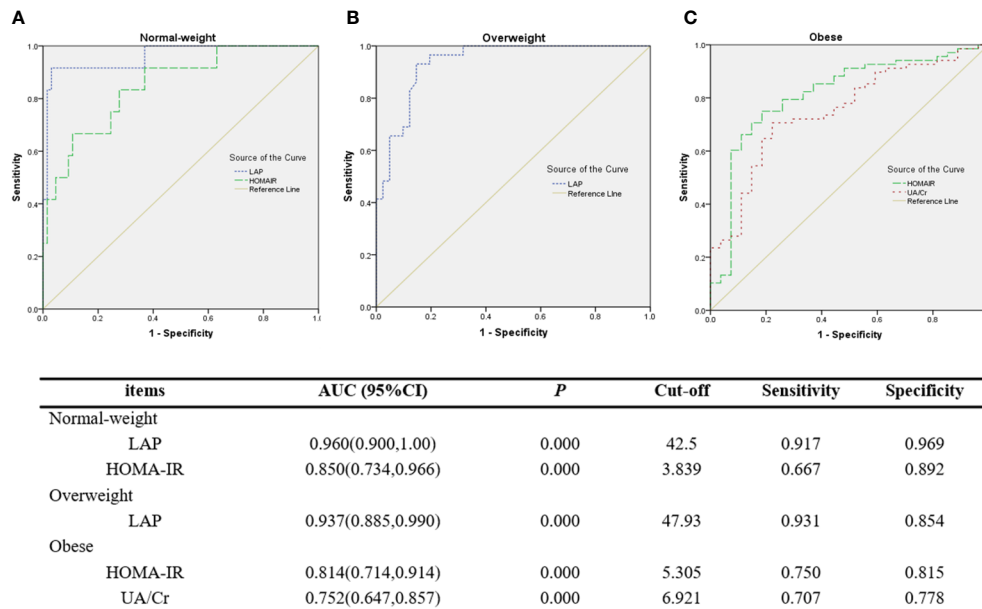 A
B
C
Normal-weight
Overweight
Obese
1.0
0.8
0.6
0.4
0.2
0.0
Sensitivity
Source of the Curve
LAP
HOMAIR
Reference Line
0.0 0.2 0.4 0.6 0.8 1.0
1 - Specificity
1.0
0.8
0.6
0.4
0.2
0.0
Sensitivity
Source of the Curve
LAP
Reference Line
0.0 0.2 0.4 0.6 0.8 1.0
1 - Specificity
1.0
0.8
0.6
0.4
0.2
0.0
Sensitivity
Source of the Curve
HOMAIR
UA/Cr
Reference Line
0.0 0.2 0.4 0.6 0.8
1 - Specificity
items AUC (95%CI) P Cut-off Sensitivity Specificity
Normal-weight
LAP 0.960(0.900,1.00) 0.000 42.5 0.917 0.969
HOMA-IR 0.850(0.734,0.966) 0.000 3.839 0.667 0.892
Overweight
LAP 0.937(0.885,0.990) 0.000 47.93 0.931 0.854
Obese
HOMA-IR 0.814(0.714,0.914) 0.000 5.305 0.750 0.815
UA/Cr 0.752(0.647,0.857) 0.000 6.921 0.707 0.778